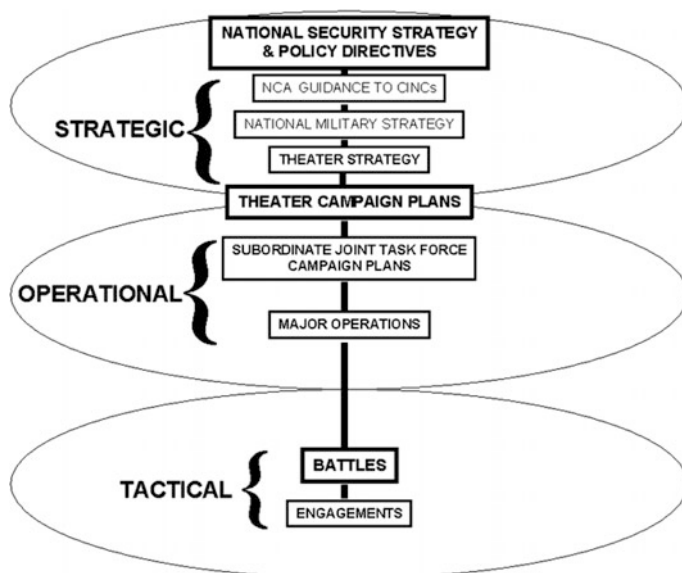 NATIONAL SECURITY STRATEGY
& POLICY DIRECTIVES
NCA GUIDANCE TO CINCs
STRATEGIC
NATIONAL MILITARY STRATEGY
THEATER STRATEGY
THEATER CAMPAIGN PLANS
SUBORDINATE JOINT TASK FORCE
CAMPAIGN PLANS
OPERATIONAL
MAJOR OPERATIONS
BATTLES
TACTICAL
ENGAGEMENTS